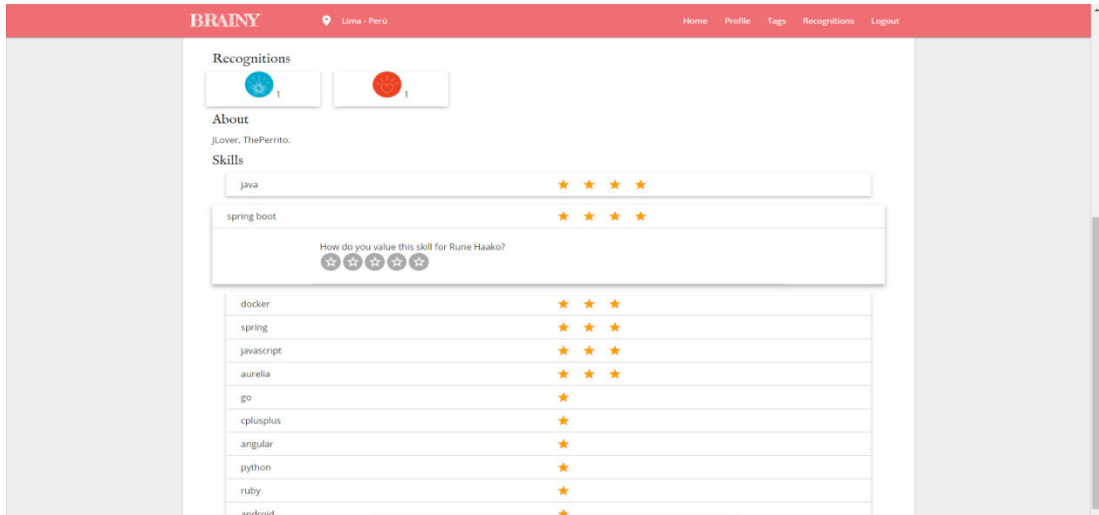 BRAINY Lima - Perú Home Profile Tags Recognitions Logout
Recognitions
1 1
About
JLover. ThePerrito.
Skills
java
spring boot
How do you value this skill for Rune Haako?
docker
spring
javascript
aurelia
go
cplusplus
angular
python
ruby
android